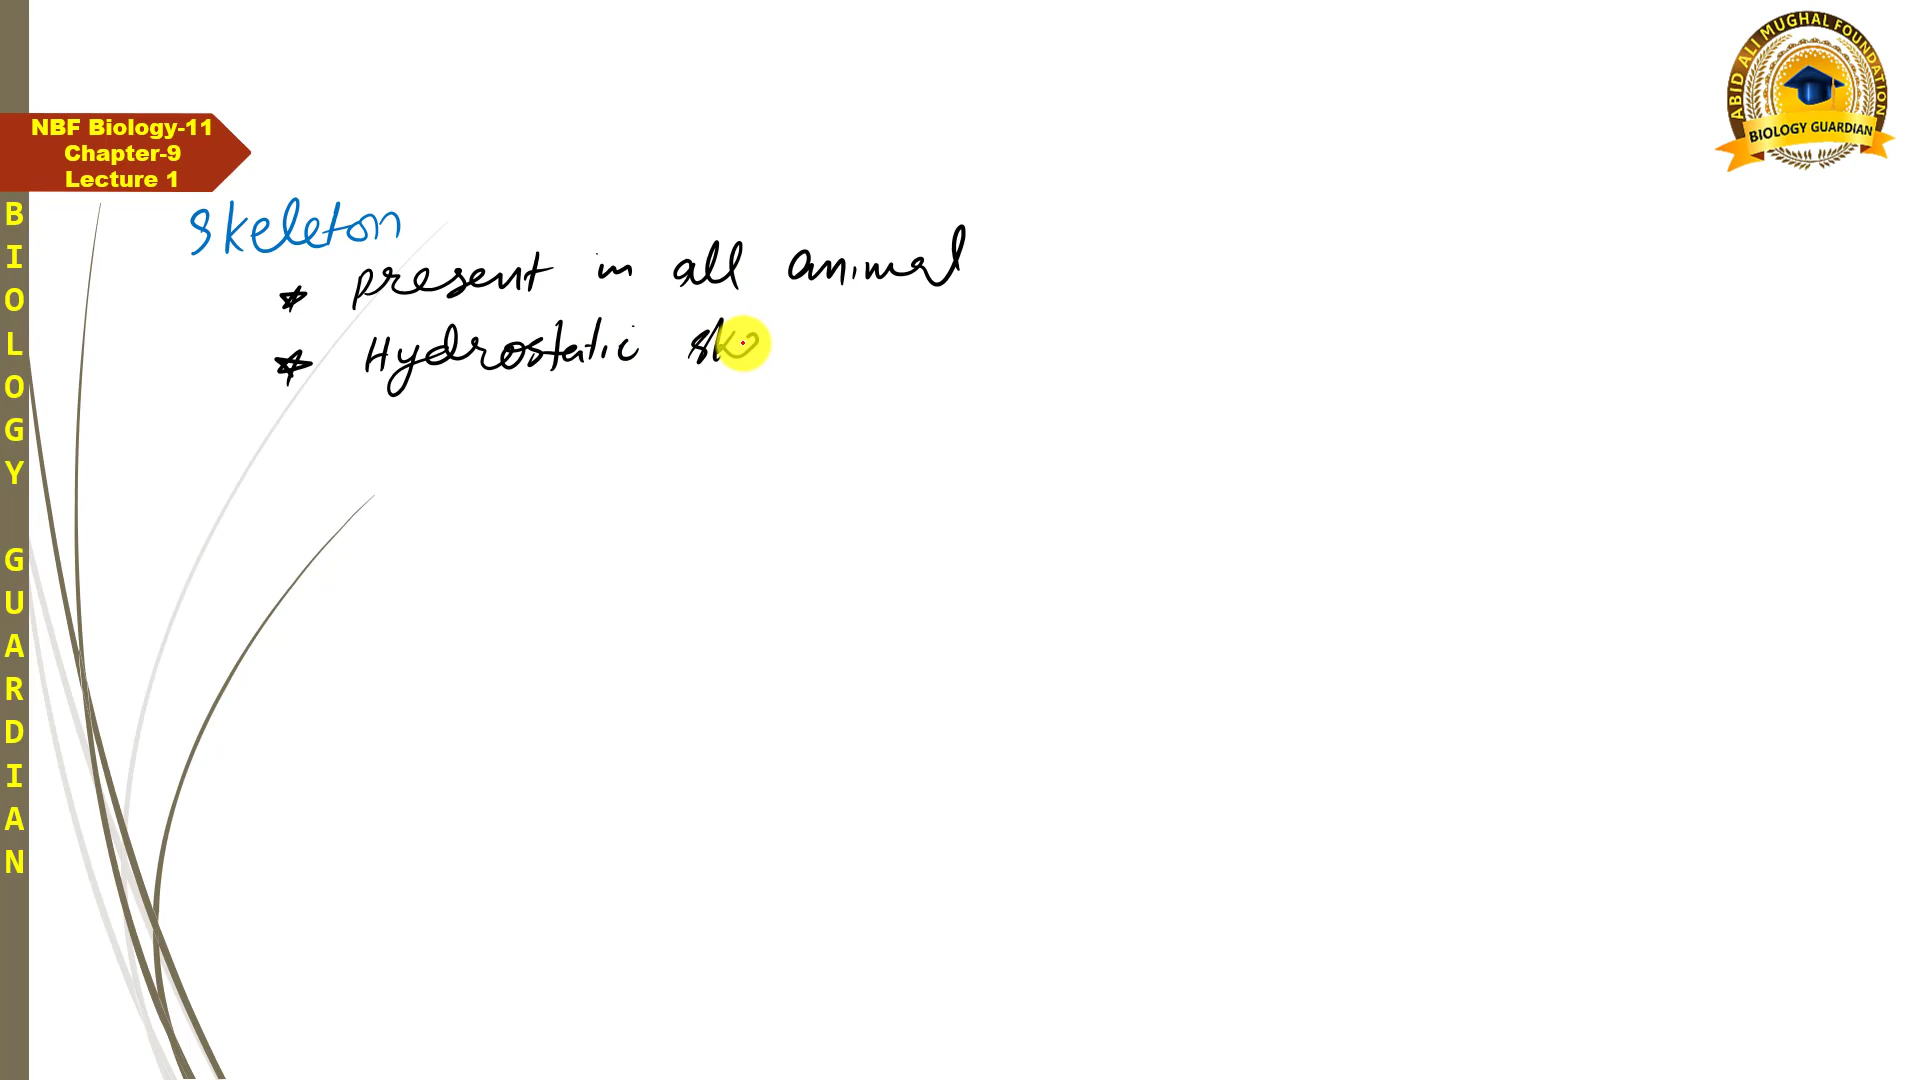 ABID ALI MUGHAL FOUNDATION
BIOLOGY GUARDIAN
NBF Biology-11
Chapter-9
Lecture 1
BIOLOGY GUARDIAN
Skeleton
* present in all animal
* Hydrostatic ske